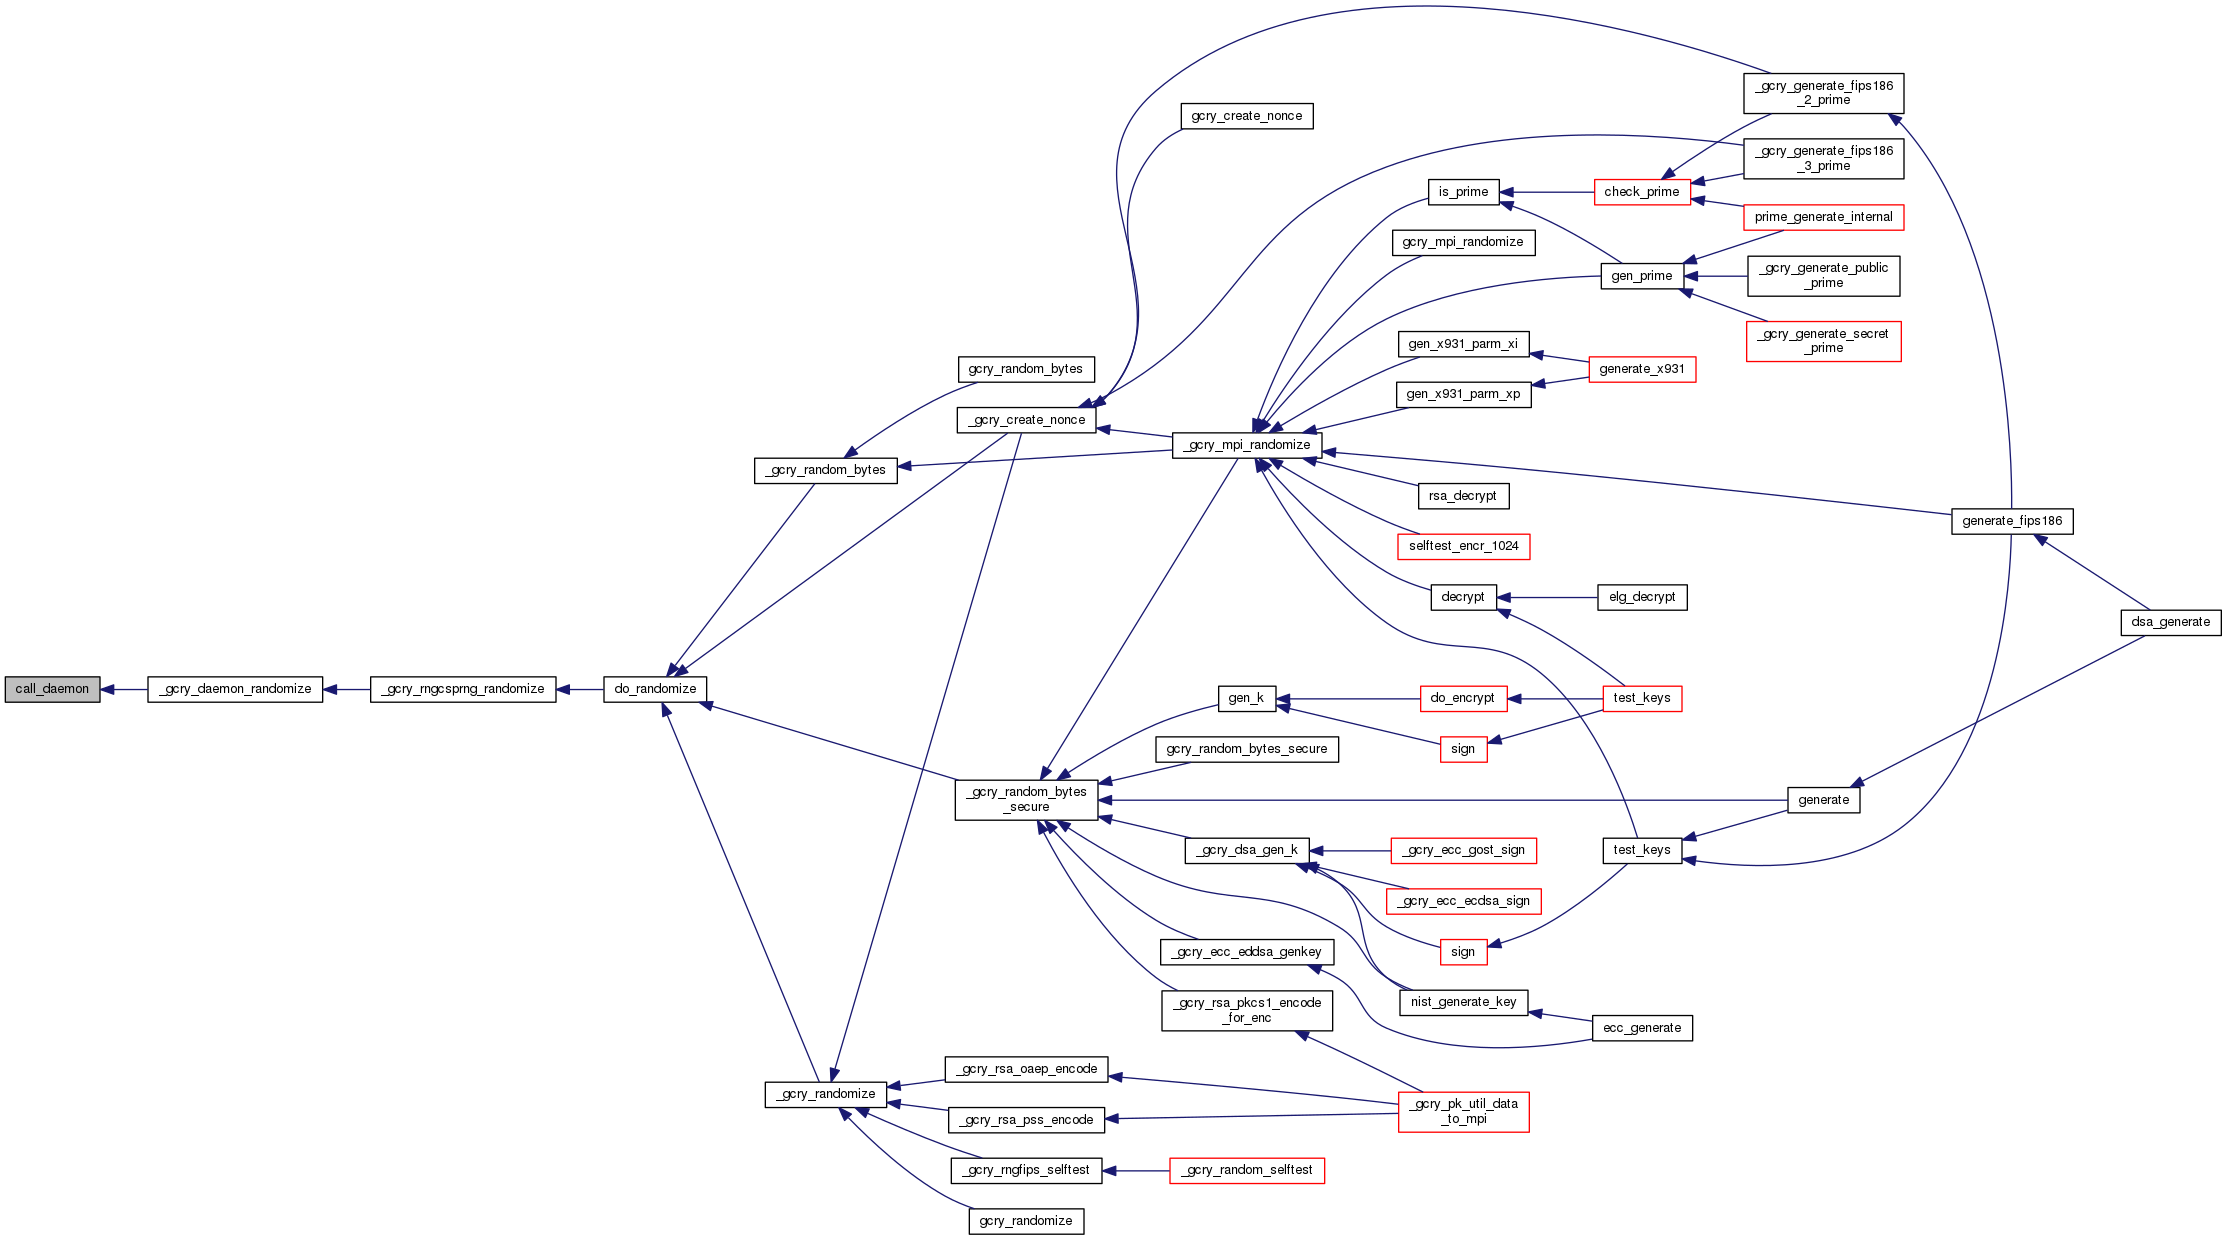 _gcry_generate_fips186
_2_prime
gcry_create_nonce
_gcry_generate_fips186
_3_prime
is_prime
check_prime
prime_generate_internal
gcry_mpi_randomize
gen_prime
_gcry_generate_public
_prime
_gcry_generate_secret
_prime
gen_x931_parm_xi
generate_x931
gcry_random_bytes
gen_x931_parm_xp
_gcry_create_nonce
_gcry_mpi_randomize
_gcry_random_bytes
rsa_decrypt
generate_fips186
selftest_encr_1024
decrypt
elg_decrypt
dsa_generate
call_daemon
_gcry_daemon_randomize
_gcry_rngcsprng_randomize
do_randomize
gen_k
do_encrypt
test_keys
gcry_random_bytes_secure
sign
_gcry_random_bytes
_secure
generate
_gcry_dsa_gen_k
_gcry_ecc_gost_sign
test_keys
_gcry_ecc_ecdsa_sign
_gcry_ecc_eddsa_genkey
sign
_gcry_rsa_pkcs1_encode
_for_enc
nist_generate_key
ecc_generate
_gcry_rsa_oaep_encode
_gcry_randomize
_gcry_rsa_pss_encode
_gcry_pk_util_data
_to_mpi
_gcry_rngfips_selftest
_gcry_random_selftest
gcry_randomize